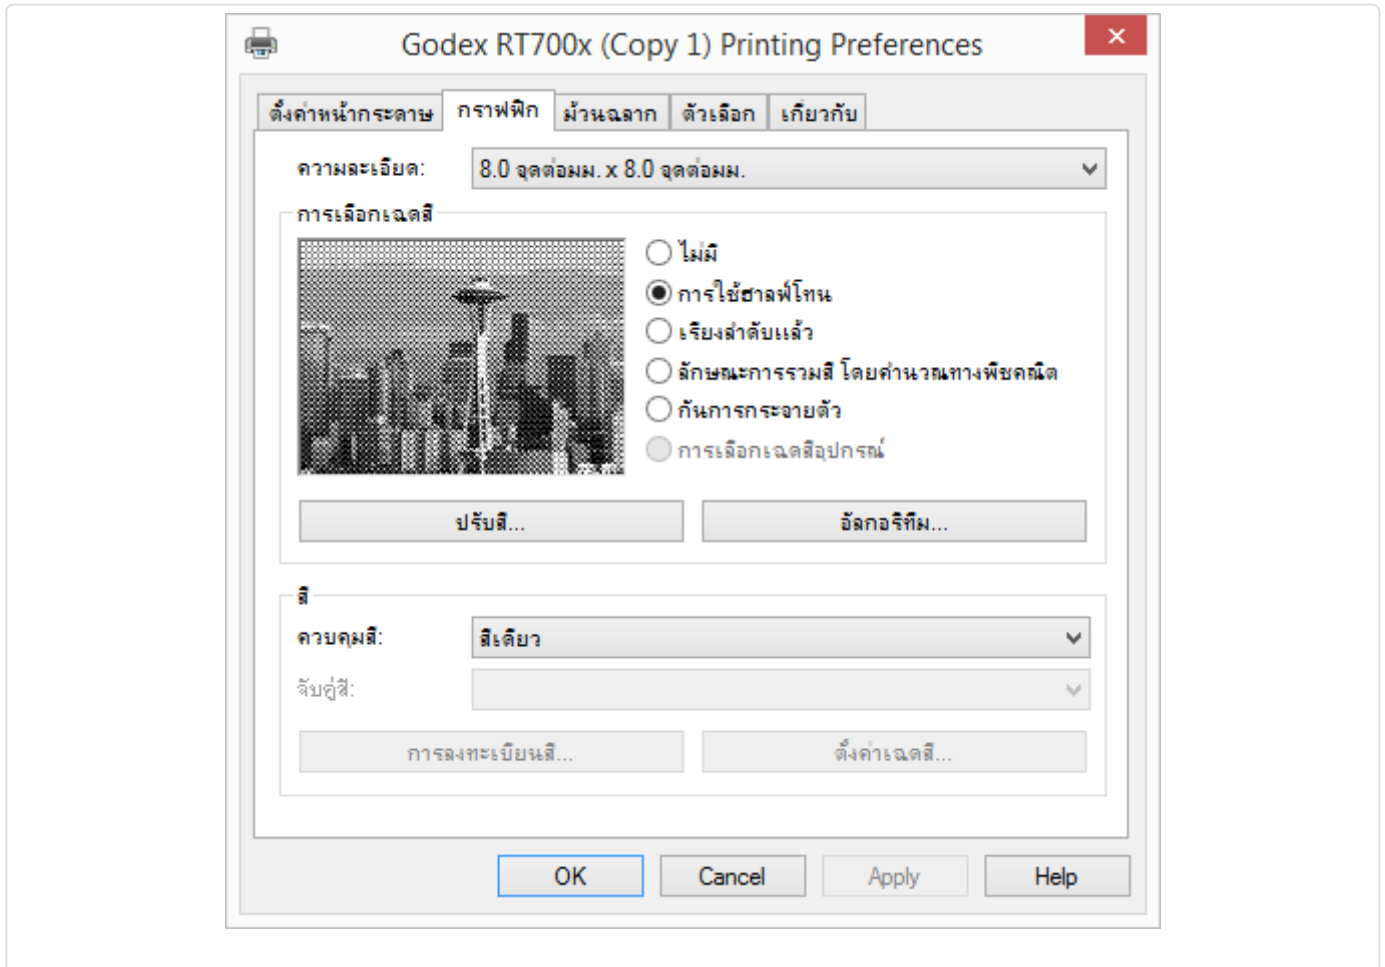 Godex RT700x (Copy 1) Printing Preferences
ตั้งค่าหน้ากระดาษ กราฟฟิก ม้วนฉลาก ตัวเลือก เกี่ยวกับ
ความละเอียด: 8.0 จุดต่อมม. x 8.0 จุดต่อมม.
การเลือกเฉดสี
ไม่มี
การใช้ฮาลฟ์โทน
เรียงลำดับแล้ว
ลักษณะการรวมสี โดยคำนวณทางพีชคณิต
กันการกระจายตัว
การเลือกเฉดสีอุปกรณ์
ปรับสี... อัลกอริทึม...
สี
ควบคุมสี: สีเดียว
จับคู่สี:
การลงทะเบียนสี... ตั้งค่าเฉดสี...
OK Cancel Apply Help